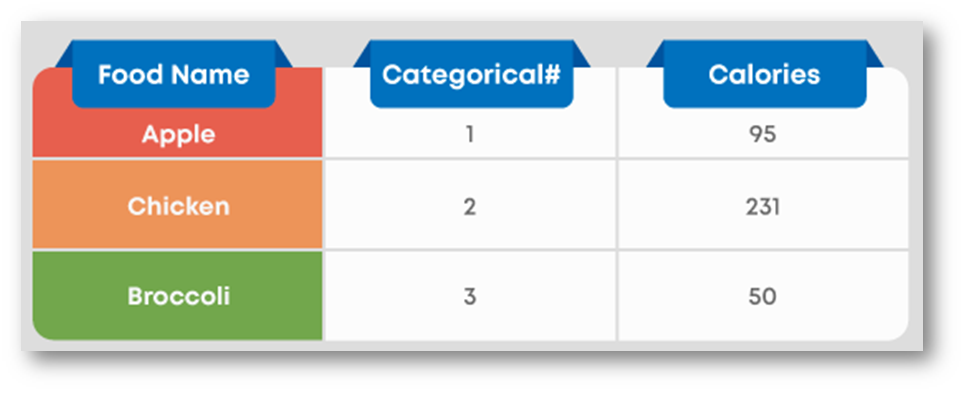 Food Name Categorical# Calories
Apple 1 95
Chicken 2 231
Broccoli 3 50